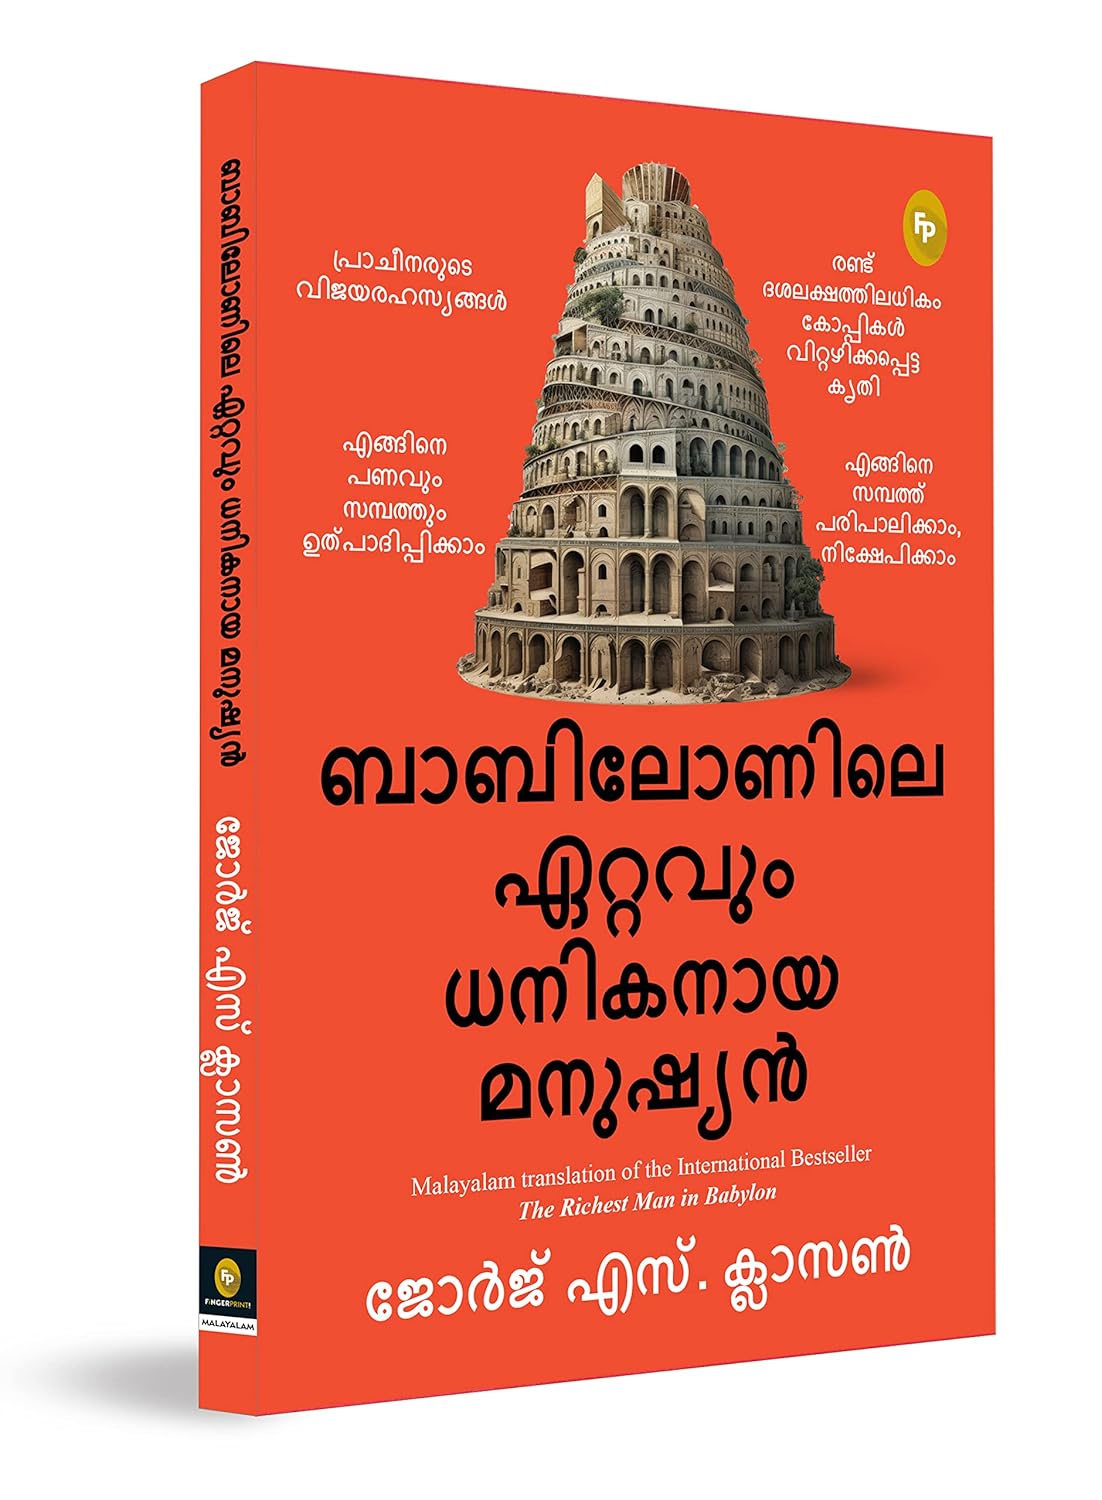 പ്രാചീനരുടെ
വിജയരഹസ്യങ്ങൾ
FP
രണ്ട്
ദശലക്ഷത്തിലധികം
കോപ്പികൾ
വിറ്റഴിക്കപ്പെട്ട
കൃതി
എങ്ങിനെ
പണവും
സമ്പത്തും
ഉത്പാദിപ്പിക്കാം
എങ്ങിനെ
സമ്പത്ത്
പരിപാലിക്കാം,
നിക്ഷേപിക്കാം
ബാബിലോണിലെ
ഏറ്റവും
ധനികനായ
മനുഷ്യൻ
Malayalam translation of the International Bestseller
The Richest Man in Babylon
ജോർജ് എസ്. ക്ലാസൺ
ബാബിലോണിലെ ഏറ്റവും ധനികനായ മനുഷ്യൻ
ജോർജ്ജ് എസ് ക്ലാസൺ
FP
FiNGERPRINT!
MALAYALAM